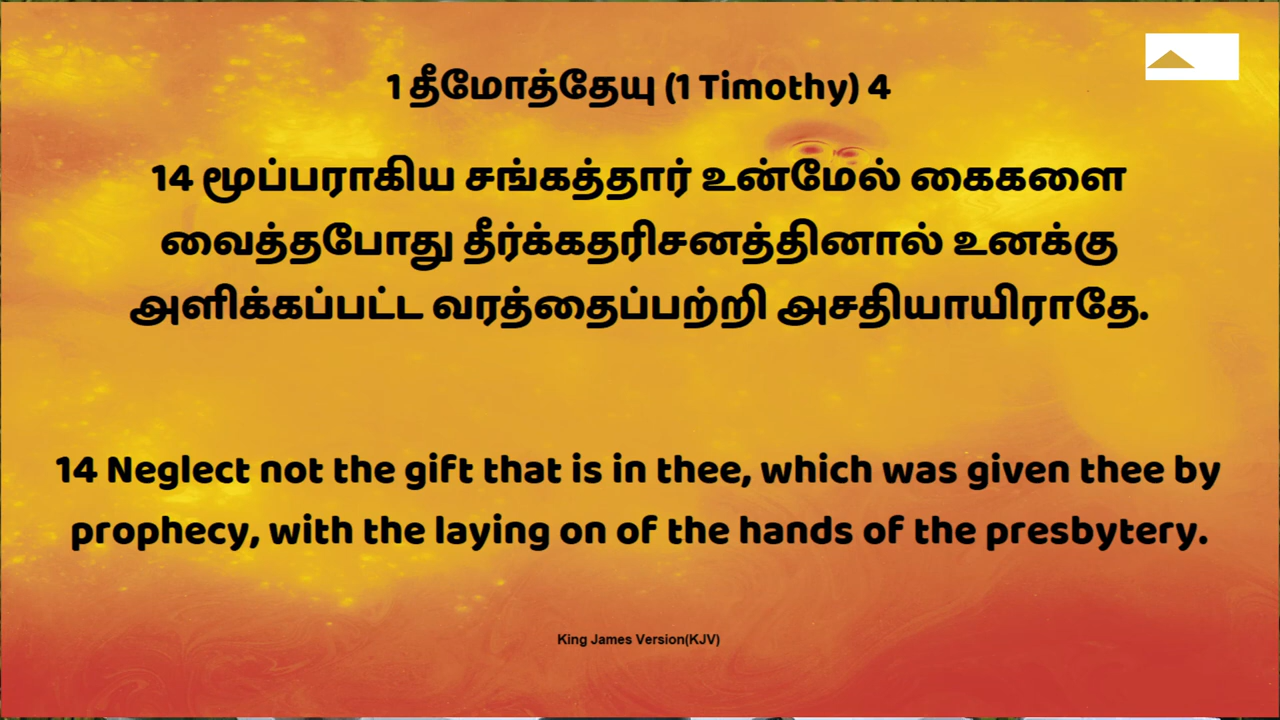 1 தீமோத்தேயு (1 Timothy) 4
14 மூப்பராகிய சங்கத்தார் உன்மேல் கைகளை
வைத்தபோது தீர்க்கதரிசனத்தினால் உனக்கு
அளிக்கப்பட்ட வரத்தைப்பற்றி அசதியாயிராதே.
14 Neglect not the gift that is in thee, which was given thee by
prophecy, with the laying on of the hands of the presbytery.
King James Version(KJV)